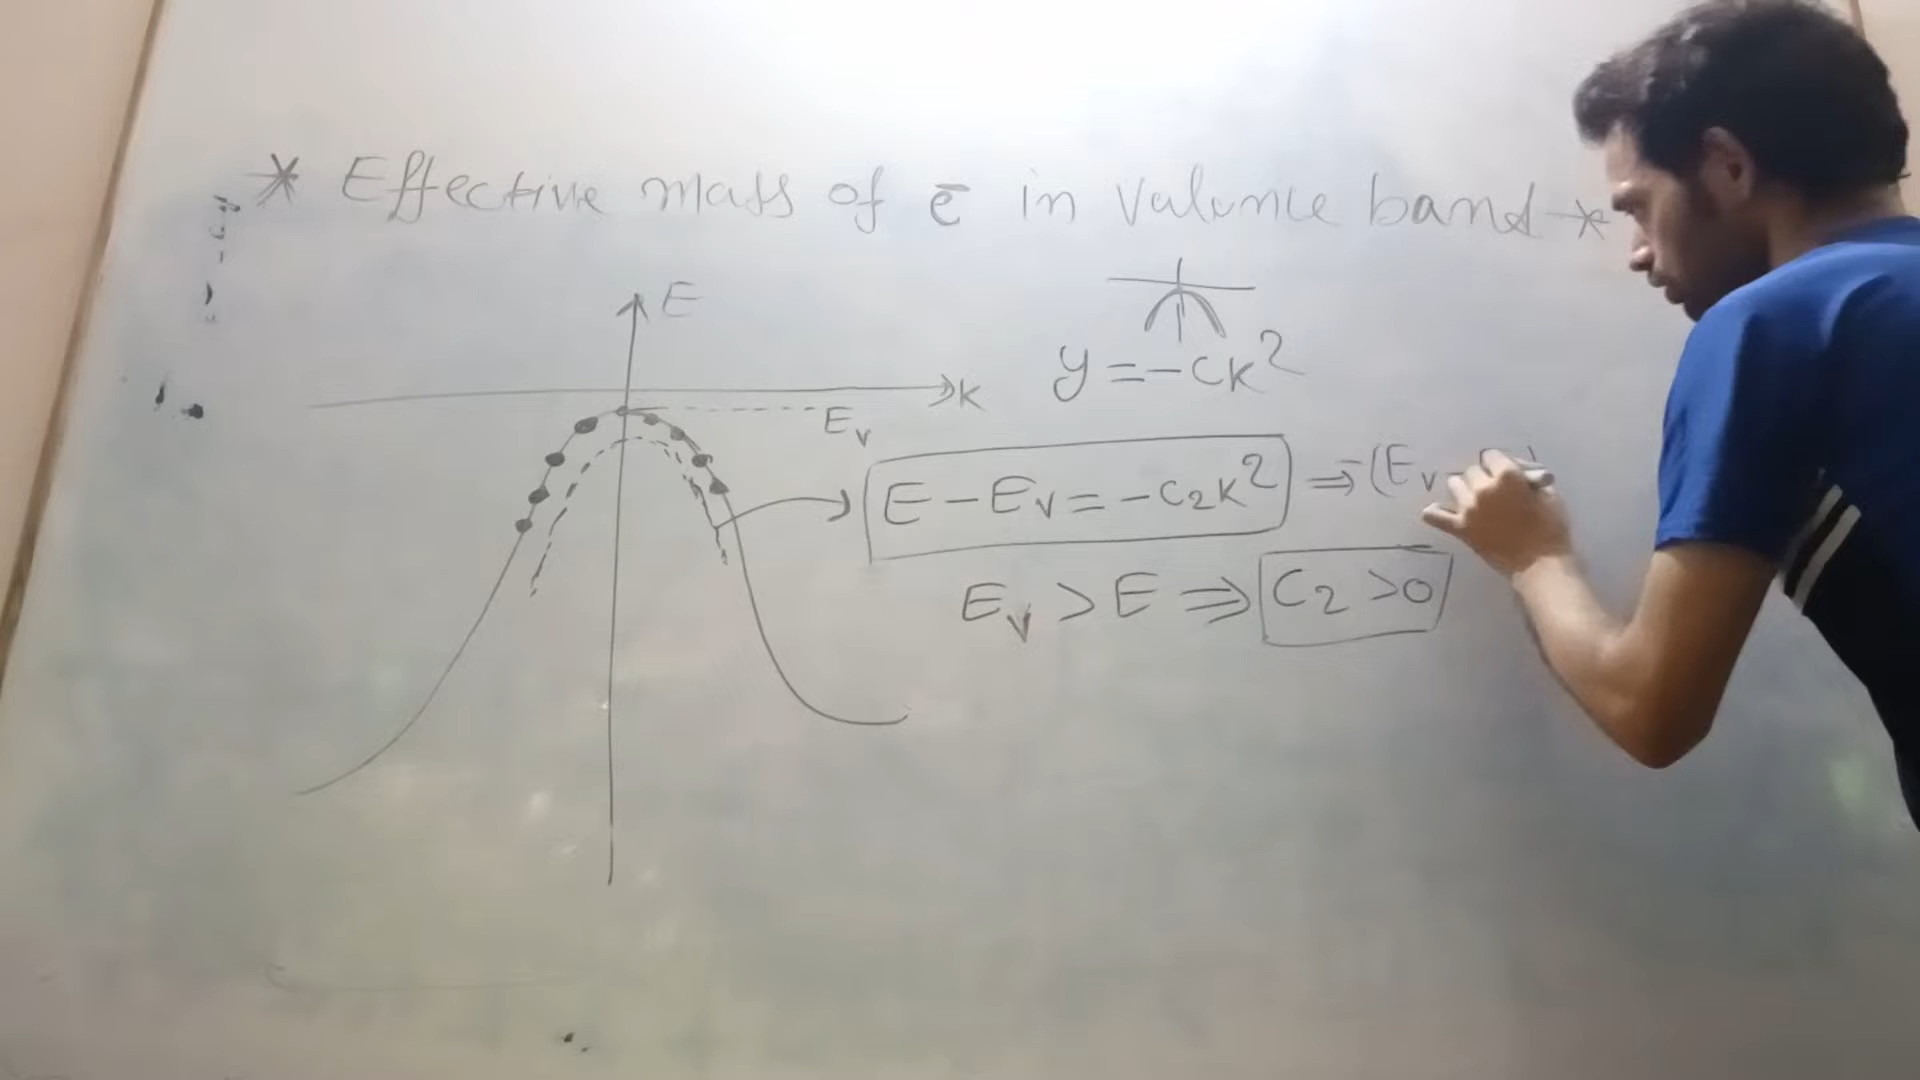 * Effective mass of e̅ in Valence band *
E
y = -ck²
K
Ev
E - Ev = -c₂k² ⇒ -(Ev -
Ev > E ⇒ C₂ > 0